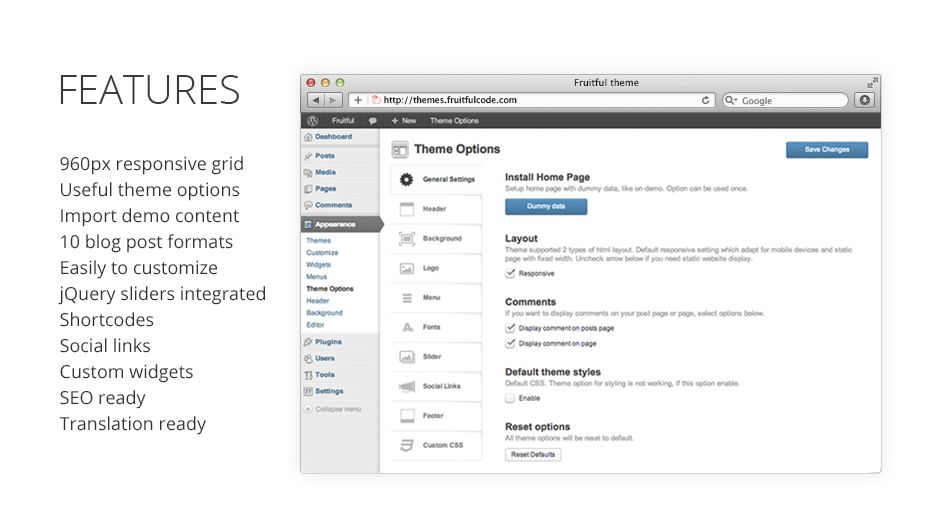 FEATURES
960px responsive grid
Useful theme options
Import demo content
10 blog post formats
Easily to customize
jQuery sliders integrated
Shortcodes
Social links
Custom widgets
SEO ready
Translation ready
Fruitful theme
http://themes.fruitfulcode.com
Google
Fruitful
+ New
Theme Options
Dashboard
Posts
Media
Pages
Comments
Appearance
Themes
Customize
Widgets
Menus
Theme Options
Header
Background
Editor
Plugins
Users
Tools
Settings
Collapse menu
Theme Options
Save Changes
General Settings
Header
Background
Logo
Menu
Fonts
Slider
Social Links
Footer
Custom CSS
Install Home Page
Setup home page with dummy data, like on demo. Option can be used once.
Dummy data
Layout
Theme supported 2 types of html layout. Default responsive setting which adapt for mobile devices and static
page with fixed width. Uncheck arrow below if you need static website display.
Responsive
Comments
If you want to display comments on your post page or page, select options below.
Display comment on posts page
Display comment on page
Default theme styles
Default CSS. Theme option for styling is not working, if this option enable.
Enable
Reset options
All theme options will be reset to default.
Reset Defaults